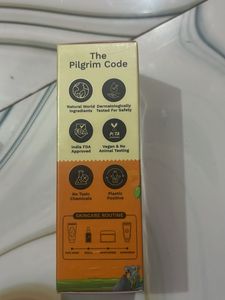 The
Pilgrim Code
Natural World
Ingredients
Dermatologically
Tested For Safety
India FDA
Approved
PeTA
Vegan & No
Animal Testing
No Toxic
Chemicals
Plastic
Positive
SKINCARE ROUTINE